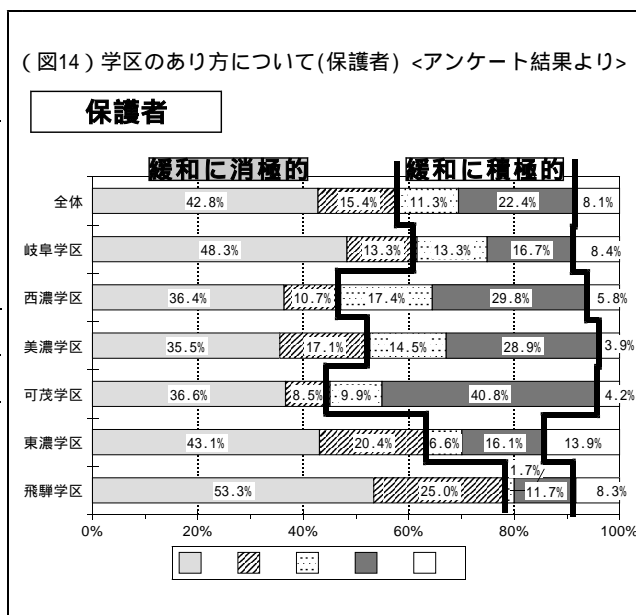 (図14)学区のあり方について(保護者) <アンケート結果より>
保護者
緩和に消極的 緩和に積極的
全体 42.8% 15.4% 11.3% 22.4% 8.1%
岐阜学区 48.3% 13.3% 13.3% 16.7% 8.4%
西濃学区 36.4% 10.7% 17.4% 29.8% 5.8%
美濃学区 35.5% 17.1% 14.5% 28.9% 3.9%
可茂学区 36.6% 8.5% 9.9% 40.8% 4.2%
東濃学区 43.1% 20.4% 6.6% 16.1% 13.9%
飛騨学区 53.3% 25.0% 1.7% 11.7% 8.3%
0% 20% 40% 60% 80% 100%